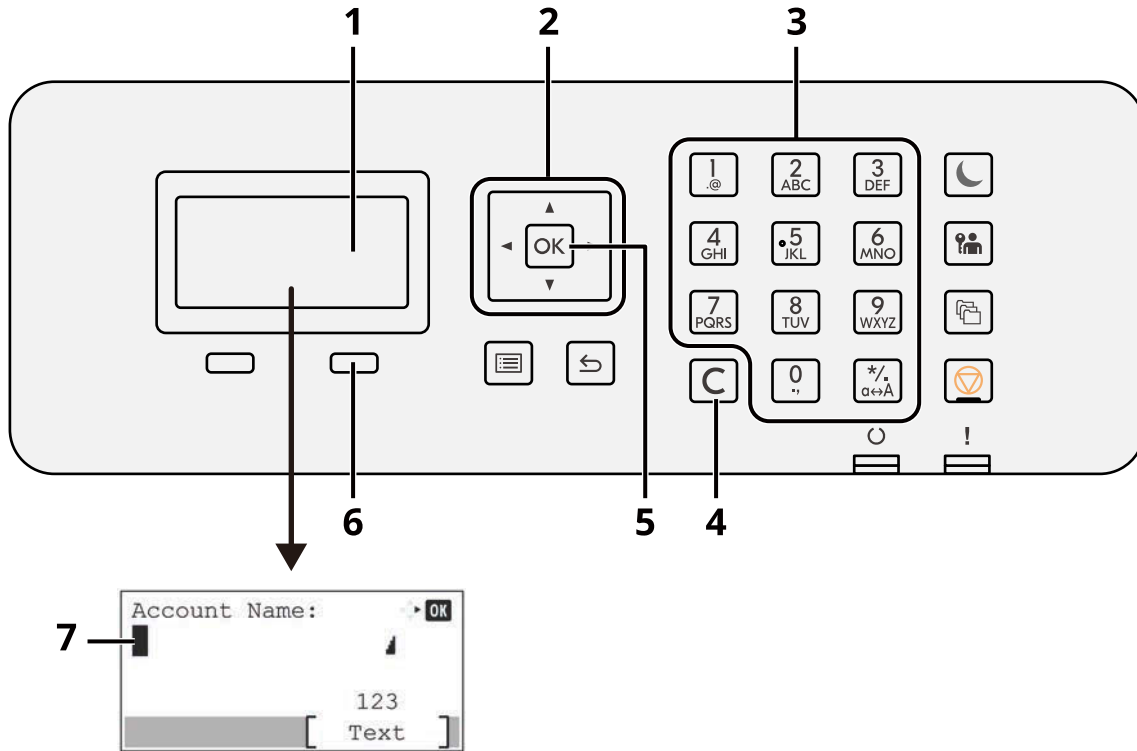 1 2 3
1 2 3
.@ ABC DEF
OK
4 5 6
GHI JKL MNO
7 8 9
PQRS TUV WXYZ
C 0 */.
., a↔A
!
6 5 4
Account Name: OK
7
123
[ Text ]